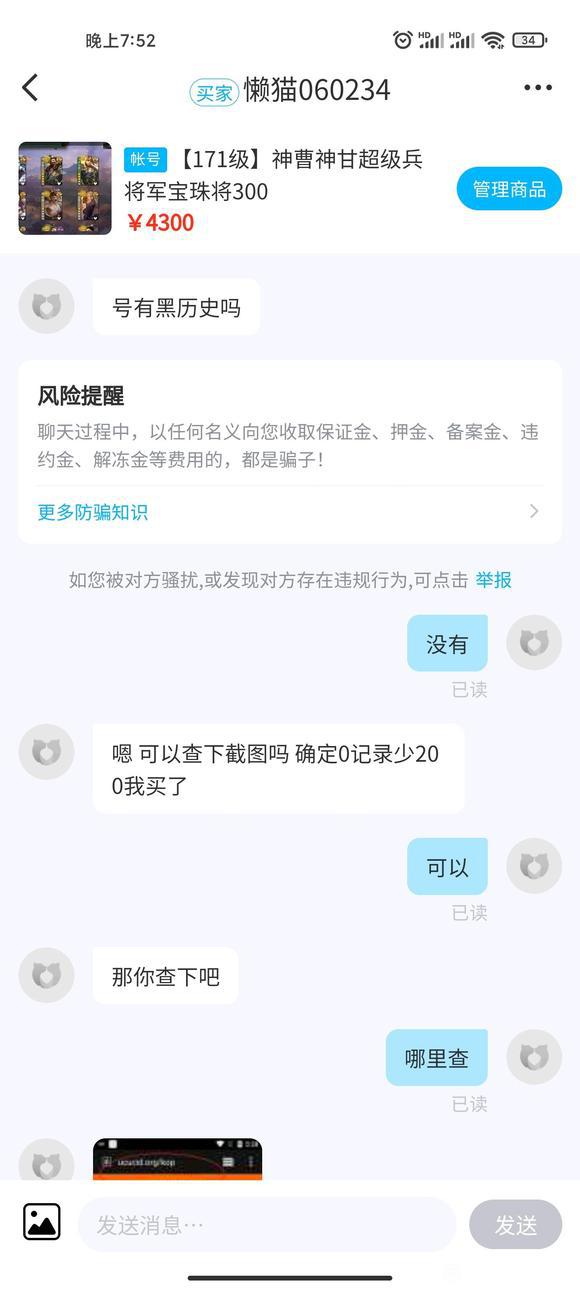 晚上7:52
HD HD 34
买家 懒猫060234
帐号 【171级】神曹神甘超级兵
将军宝珠将300
￥4300
管理商品
号有黑历史吗
风险提醒
聊天过程中，以任何名义向您收取保证金、押金、备案金、违
约金、解冻金等费用的，都是骗子！
更多防骗知识
如您被对方骚扰,或发现对方存在违规行为,可点击 举报
没有
已读
嗯 可以查下截图吗 确定0记录少20
0我买了
可以
已读
那你查下吧
哪里查
已读
发送消息…
发送